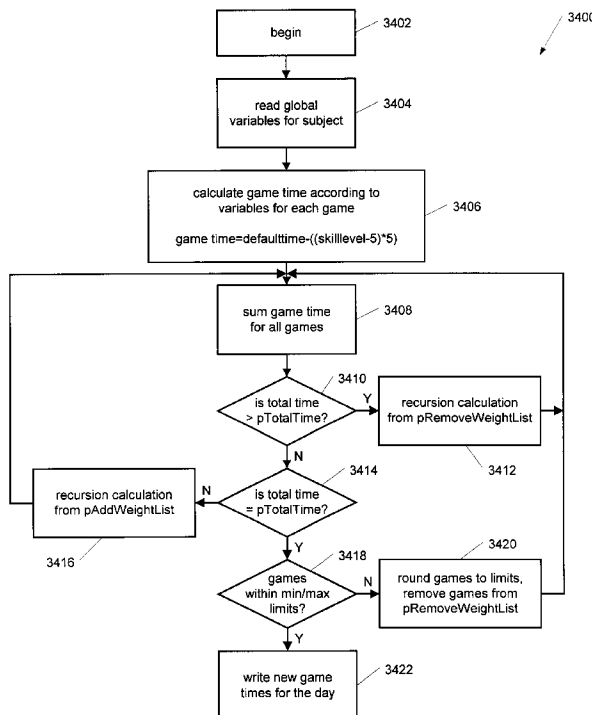 3400
begin
3402
read global
variables for subject
3404
calculate game time according to
variables for each game
game time=defaulttime-((skilllevel-5)*5)
3406
sum game time
for all games
3408
3410
is total time
> pTotalTime?
Y
recursion calculation
from pRemoveWeightList
3412
N
3414
is total time
= pTotalTime?
N
recursion calculation
from pAddWeightList
3416
Y
3418
games
within min/max
limits?
N
3420
round games to limits,
remove games from
pRemoveWeightList
Y
write new game
times for the day
3422